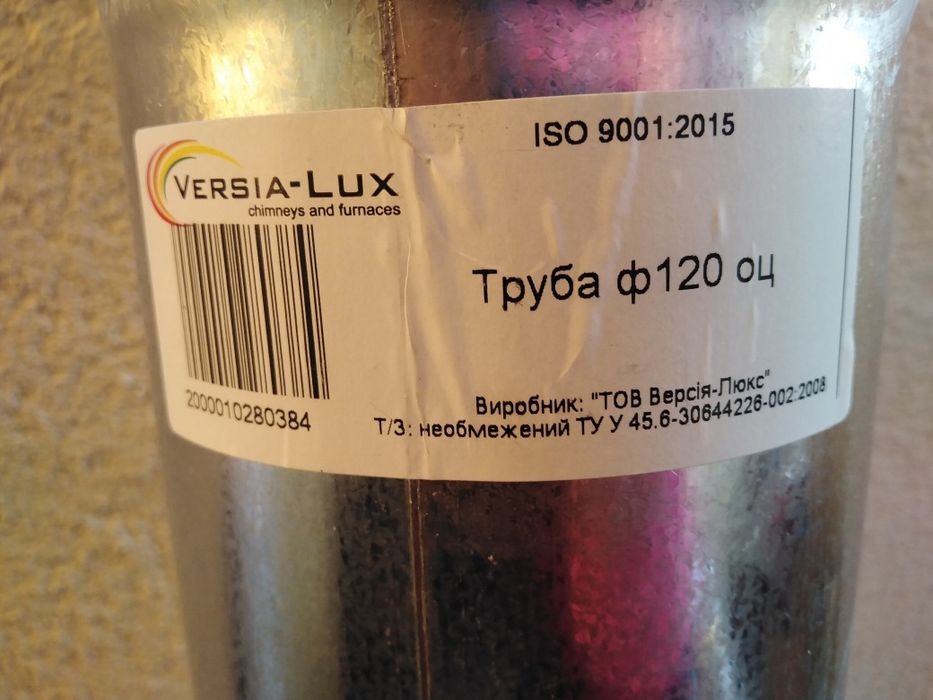 ISO 9001:2015
VERSIA-LUX
chimneys and furnaces
Труба ф120 оц
2000010280384
Виробник: "ТОВ Версія-Люкс"
Т/З: необмежений ТУ У 45.6-30644226-002:2008